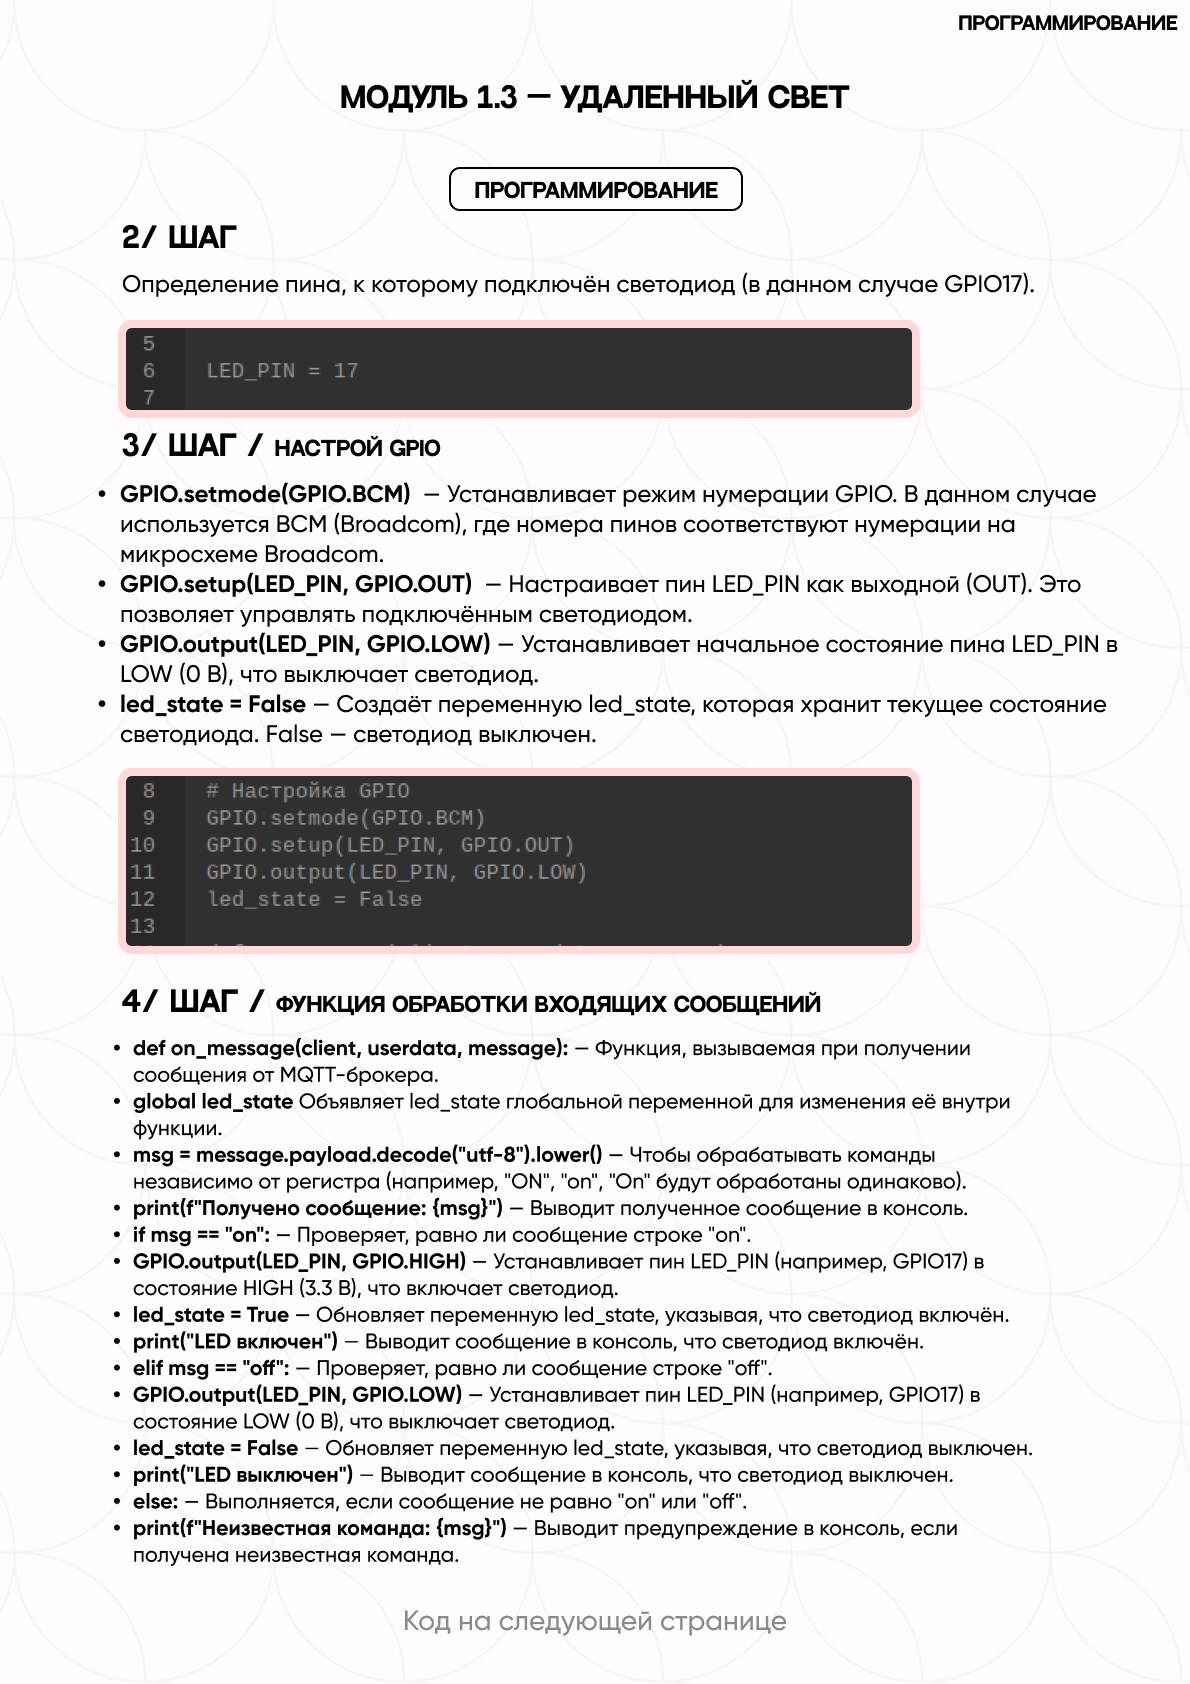 ПРОГРАММИРОВАНИЕ
МОДУЛЬ 1.3 — УДАЛЕННЫЙ СВЕТ
ПРОГРАММИРОВАНИЕ
2/ ШАГ
Определение пина, к которому подключён светодиод (в данном случае GPIO17).
5
6 LED_PIN = 17
7
3/ ШАГ / НАСТРОЙ GPIO
• GPIO.setmode(GPIO.BCM) — Устанавливает режим нумерации GPIO. В данном случае
используется BCM (Broadcom), где номера пинов соответствуют нумерации на
микросхеме Broadcom.
• GPIO.setup(LED_PIN, GPIO.OUT) — Настраивает пин LED_PIN как выходной (OUT). Это
позволяет управлять подключённым светодиодом.
• GPIO.output(LED_PIN, GPIO.LOW) — Устанавливает начальное состояние пина LED_PIN в
LOW (0 В), что выключает светодиод.
• led_state = False — Создаёт переменную led_state, которая хранит текущее состояние
светодиода. False — светодиод выключен.
8 # Настройка GPIO
9 GPIO.setmode(GPIO.BCM)
10 GPIO.setup(LED_PIN, GPIO.OUT)
11 GPIO.output(LED_PIN, GPIO.LOW)
12 led_state = False
13
4/ ШАГ / ФУНКЦИЯ ОБРАБОТКИ ВХОДЯЩИХ СООБЩЕНИЙ
• def on_message(client, userdata, message): — Функция, вызываемая при получении
сообщения от MQTT-брокера.
• global led_state Объявляет led_state глобальной переменной для изменения её внутри
функции.
• msg = message.payload.decode("utf-8").lower() — Чтобы обрабатывать команды
независимо от регистра (например, "ON", "on", "On" будут обработаны одинаково).
• print(f"Получено сообщение: {msg}") — Выводит полученное сообщение в консоль.
• if msg == "on": — Проверяет, равно ли сообщение строке "on".
• GPIO.output(LED_PIN, GPIO.HIGH) — Устанавливает пин LED_PIN (например, GPIO17) в
состояние HIGH (3.3 В), что включает светодиод.
• led_state = True — Обновляет переменную led_state, указывая, что светодиод включён.
• print("LED включен") — Выводит сообщение в консоль, что светодиод включён.
• elif msg == "off": — Проверяет, равно ли сообщение строке "off".
• GPIO.output(LED_PIN, GPIO.LOW) — Устанавливает пин LED_PIN (например, GPIO17) в
состояние LOW (0 В), что выключает светодиод.
• led_state = False — Обновляет переменную led_state, указывая, что светодиод выключен.
• print("LED выключен") — Выводит сообщение в консоль, что светодиод выключен.
• else: — Выполняется, если сообщение не равно "on" или "off".
• print(f"Неизвестная команда: {msg}") — Выводит предупреждение в консоль, если
получена неизвестная команда.
Код на следующей странице